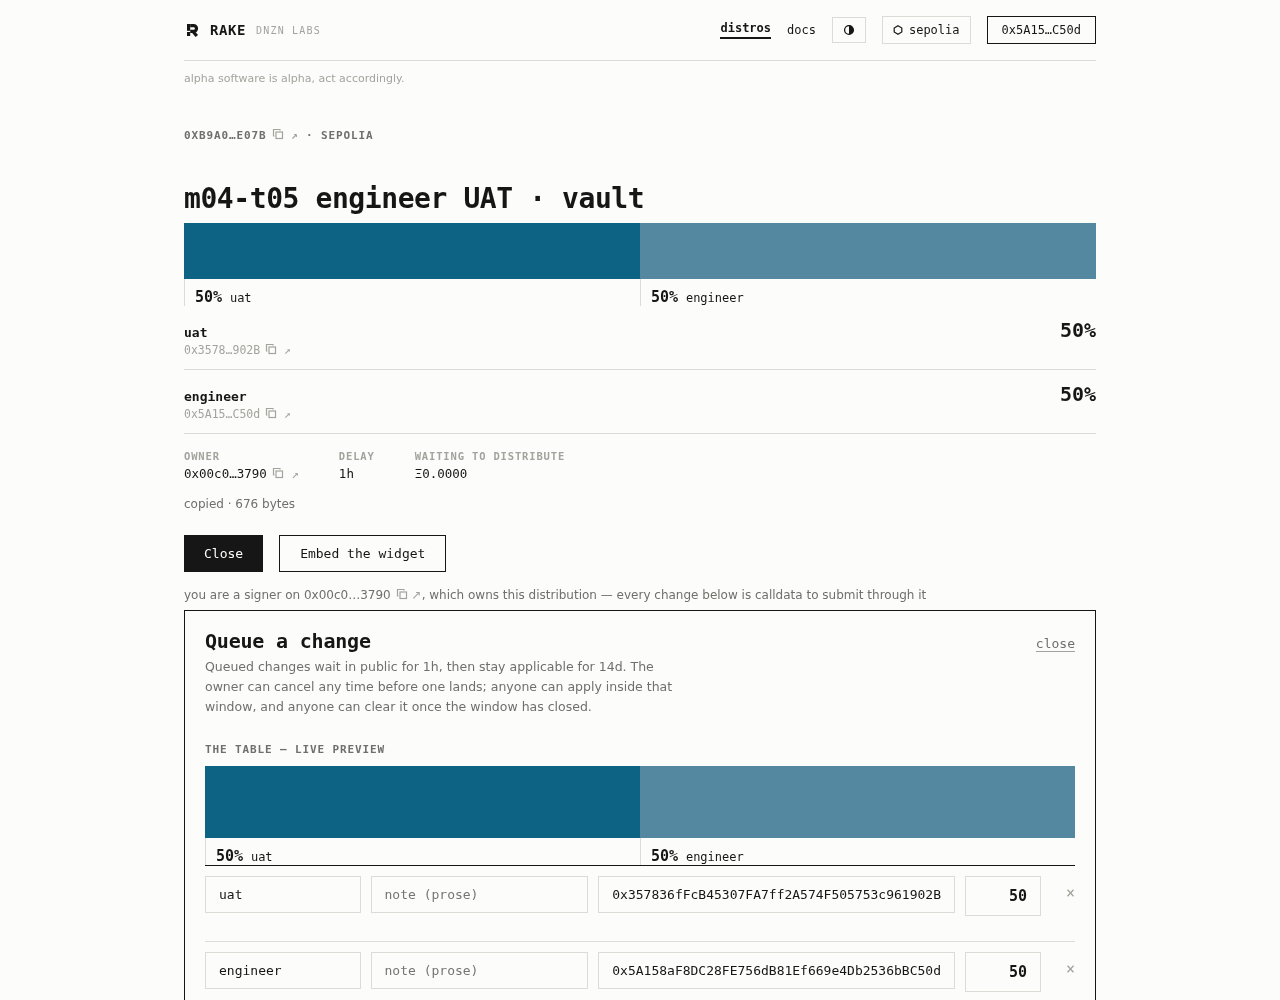 RAKE DNZN LABS distros docs sepolia 0x5A15…C50d
alpha software is alpha, act accordingly.
0XB9A0…E07B ↗ · SEPOLIA
m04-t05 engineer UAT · vault
50% uat 50% engineer
uat 50%
0x3578…902B ↗
engineer 50%
0x5A15…C50d ↗
OWNER DELAY WAITING TO DISTRIBUTE
0x00c0…3790 ↗ 1h Ξ0.0000
copied · 676 bytes
Close Embed the widget
you are a signer on 0x00c0…3790 ↗, which owns this distribution — every change below is calldata to submit through it
Queue a change close
Queued changes wait in public for 1h, then stay applicable for 14d. The
owner can cancel any time before one lands; anyone can apply inside that
window, and anyone can clear it once the window has closed.
THE TABLE — LIVE PREVIEW
50% uat 50% engineer
uat note (prose) 0x357836fFcB45307FA7ff2A574F505753c961902B 50 ×
engineer note (prose) 0x5A158aF8DC28FE756dB81Ef669e4Db2536bBC50d 50 ×